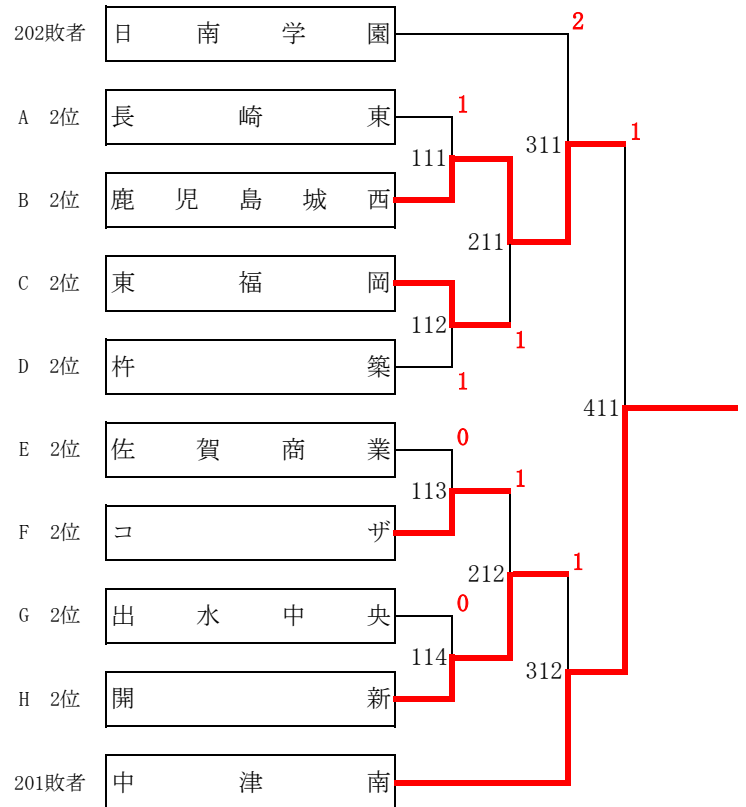 202敗者 日南学園 2
A 2位 長崎東 1
311 1
111
B 2位 鹿児島城西
211
C 2位 東福岡
112 1
D 2位 杵築 1
411
E 2位 佐賀商業 0
113 1
F 2位 コザ
212 1
G 2位 出水中央 0
114 312
H 2位 開新
201敗者 中津南